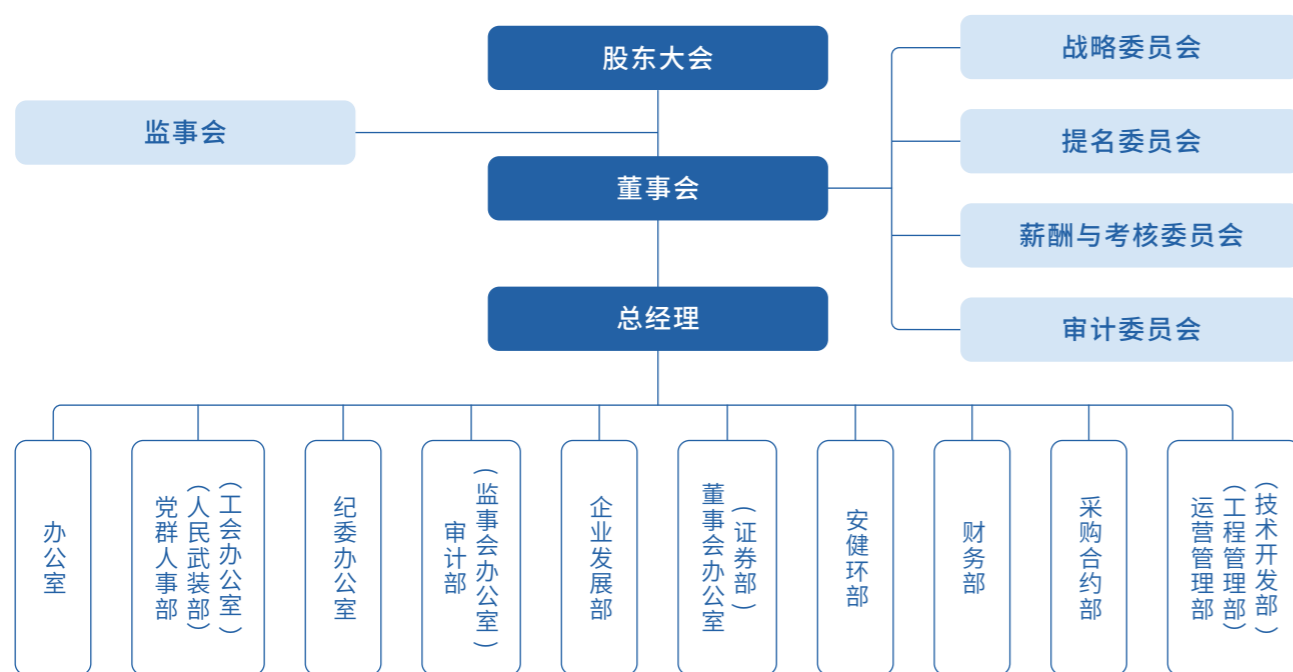 股东大会
监事会
董事会
总经理
战略委员会
提名委员会
薪酬与考核委员会
审计委员会
办公室
党群人事部
(人民武装部)
(工会办公室)
纪委办公室
审计部
(监事会办公室)
企业发展部
董事会办公室
(证券部)
安健环部
财务部
采购合约部
运营管理部
(工程管理部)
(技术开发部)